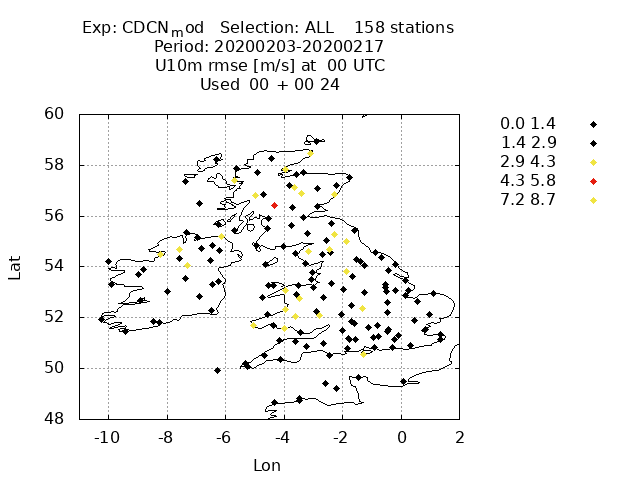 Exp: CDCNmod Selection: ALL 158 stations
Period: 20200203-20200217
U10m rmse [m/s] at 00 UTC
Used 00 + 00 24
60
58
56
54
52
50
48
Lat
-10 -8 -6 -4 -2 0 2
Lon
0.0 1.4
1.4 2.9
2.9 4.3
4.3 5.8
7.2 8.7